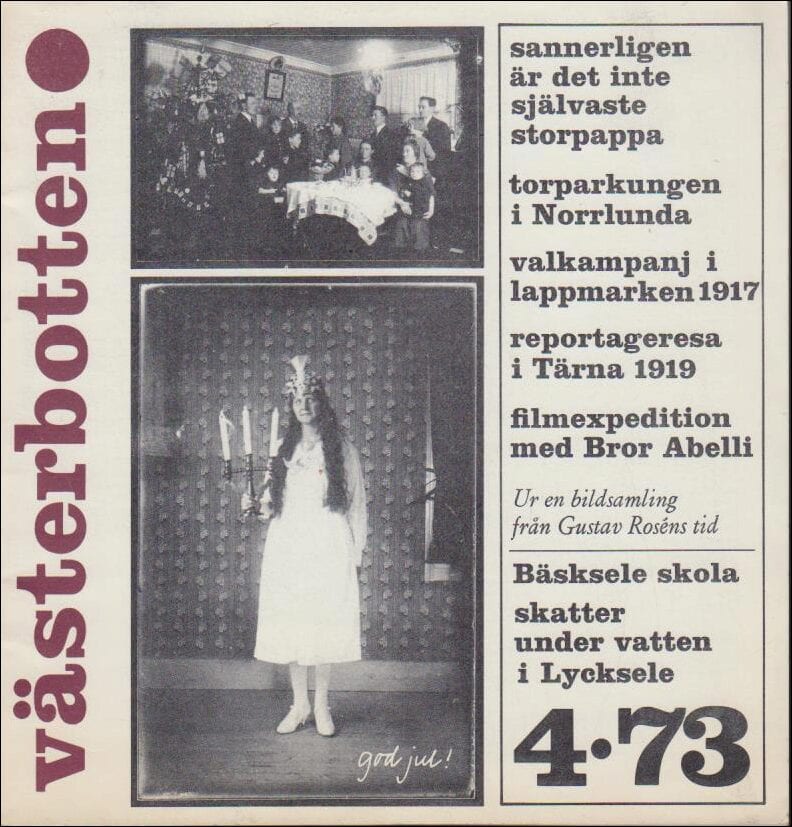 västerbotten
sannerligen
är det inte
självaste
storpappa
torparkungen
i Norrlunda
valkampanj i
lappmarken 1917
reportageresa
i Tärna 1919
filmexpedition
med Bror Abelli
Ur en bildsamling
från Gustav Roséns tid
Bäsksele skola
skatter
under vatten
i Lycksele
4·73
god jul!